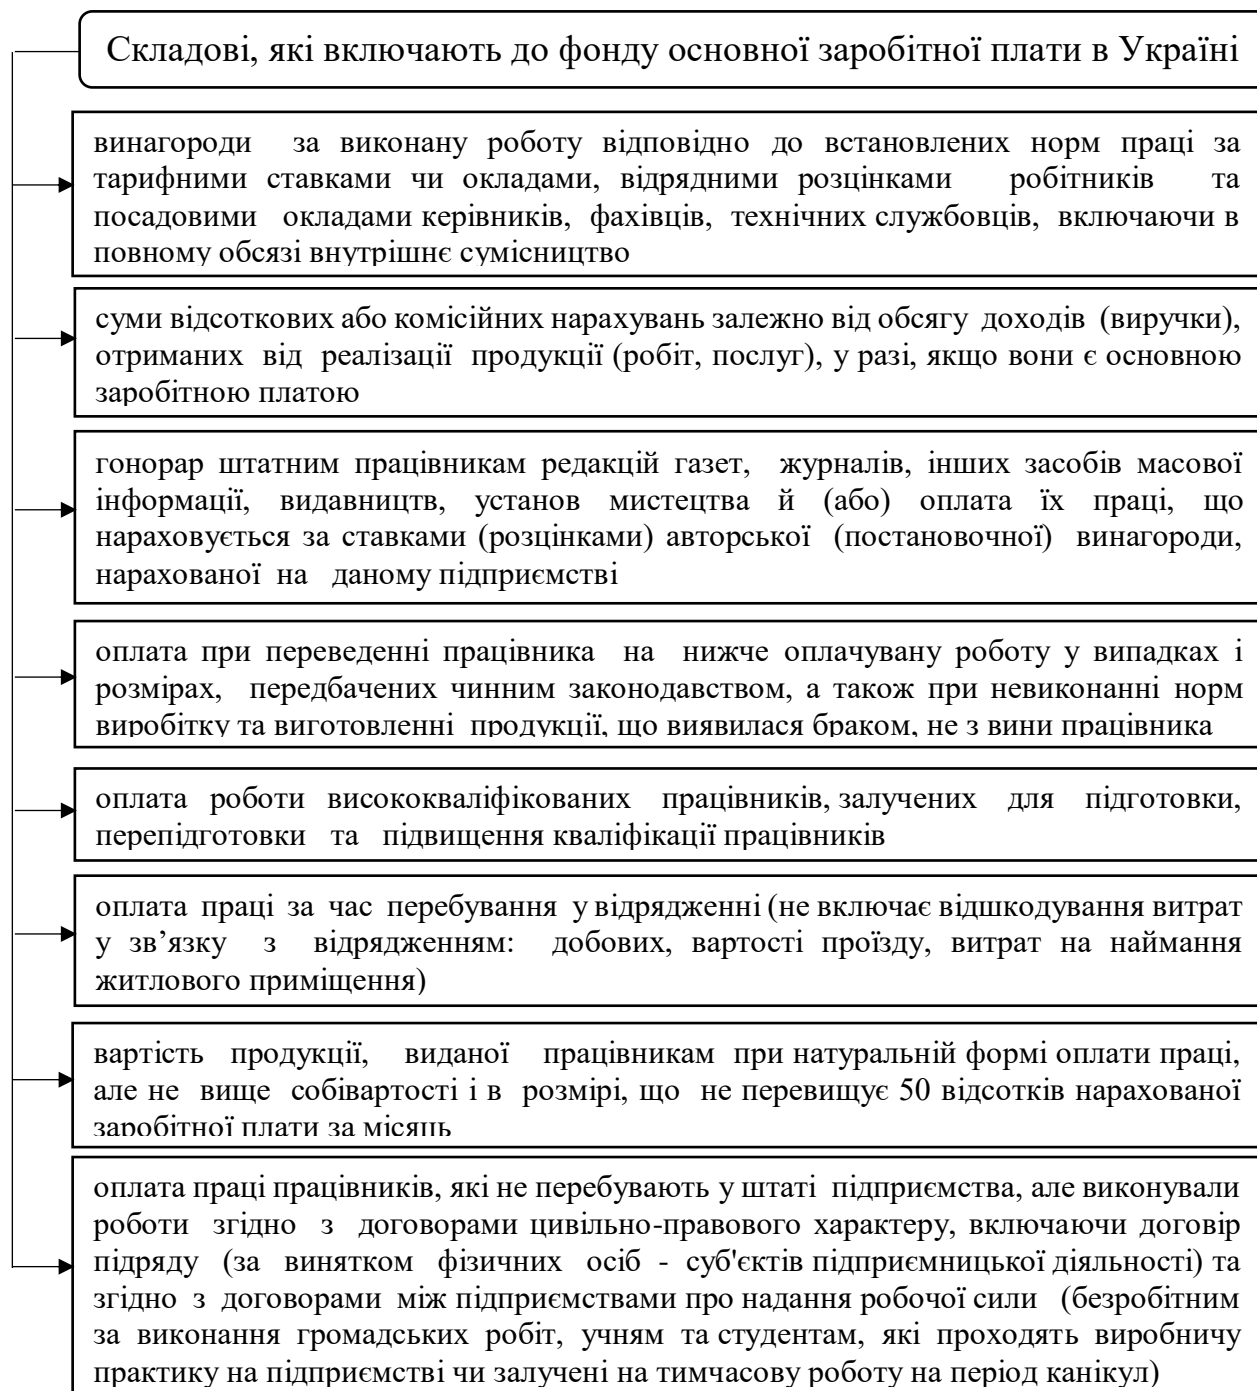 Складові, які включають до фонду основної заробітної плати в Україні
винагороди за виконану роботу відповідно до встановлених норм праці за
тарифними ставками чи окладами, відрядними розцінками робітників та
посадовими окладами керівників, фахівців, технічних службовців, включаючи в
повному обсязі внутрішнє сумісництво
суми відсоткових або комісійних нарахувань залежно від обсягу доходів (виручки),
отриманих від реалізації продукції (робіт, послуг), у разі, якщо вони є основною
заробітною платою
гонорар штатним працівникам редакцій газет, журналів, інших засобів масової
інформації, видавництв, установ мистецтва й (або) оплата їх праці, що
нараховується за ставками (розцінками) авторської (постановочної) винагороди,
нарахованої на даному підприємстві
оплата при переведенні працівника на нижче оплачувану роботу у випадках і
розмірах, передбачених чинним законодавством, а також при невиконанні норм
виробітку та виготовленні продукції, що виявилася браком, не з вини працівника
оплата роботи висококваліфікованих працівників, залучених для підготовки,
перепідготовки та підвищення кваліфікації працівників
оплата праці за час перебування у відрядженні (не включає відшкодування витрат
у зв’язку з відрядженням: добових, вартості проїзду, витрат на наймання
житлового приміщення)
вартість продукції, виданої працівникам при натуральній формі оплати праці,
але не вище собівартості і в розмірі, що не перевищує 50 відсотків нарахованої
заробітної плати за місяць
оплата праці працівників, які не перебувають у штаті підприємства, але виконували
роботи згідно з договорами цивільно-правового характеру, включаючи договір
підряду (за винятком фізичних осіб - суб'єктів підприємницької діяльності) та
згідно з договорами між підприємствами про надання робочої сили (безробітним
за виконання громадських робіт, учням та студентам, які проходять виробничу
практику на підприємстві чи залучені на тимчасову роботу на період канікул)